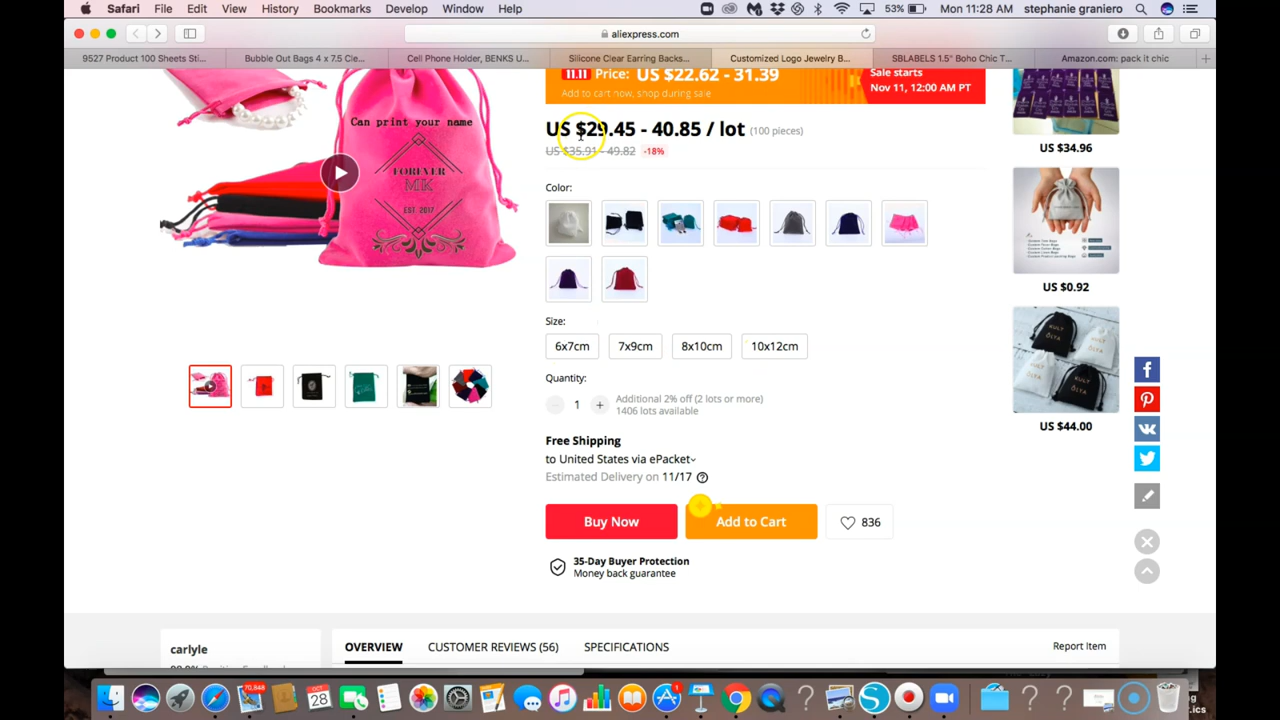 Safari File Edit View History Bookmarks Develop Window Help 53% Mon 11:28 AM stephanie graniero
aliexpress.com
9527 Product 100 Sheets Sti...
Bubble Out Bags 4 x 7.5 Cle...
Cell Phone Holder, BENKS U...
Silicone Clear Earring Backs...
Customized Logo Jewelry B...
SBLABELS 1.5" Boho Chic T...
Amazon.com: pack it chic
11.11 Price: US $22.62 - 31.39
Add to cart now, shop during sale
Sale starts
Nov 11, 12:00 AM PT
US $29.45 - 40.85 / lot (100 pieces)
US $35.91 - 49.82 -18%
Can print your name
FOREVER
MK
EST. 2017
Color:
Size:
6x7cm
7x9cm
8x10cm
10x12cm
Quantity:
1
Additional 2% off (2 lots or more)
1406 lots available
Free Shipping
to United States via ePacket
Estimated Delivery on 11/17
Buy Now
Add to Cart
836
35-Day Buyer Protection
Money back guarantee
US $34.96
US $0.92
KULT
ÖLYA
US $44.00
carlyle
OVERVIEW
CUSTOMER REVIEWS (56)
SPECIFICATIONS
Report Item
70,848
OCT
28
1